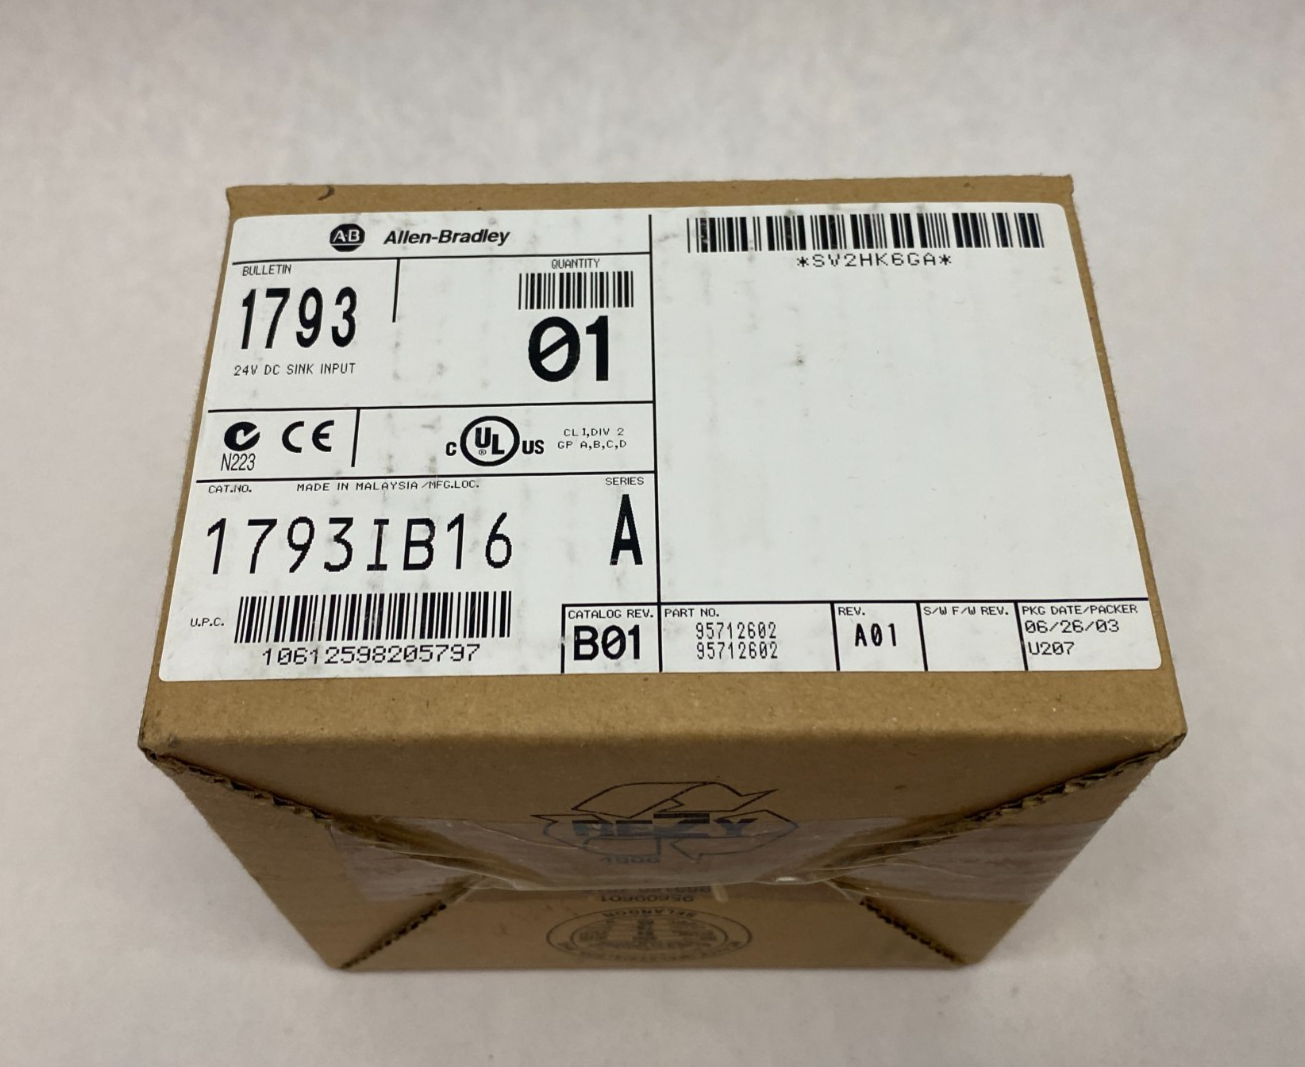 A-B Allen-Bradley
BULLETIN
1793
24V DC SINK INPUT
QUANTITY
01
*SV2HK6GA*
N223
CE
C UL ® US
CL I,DIV 2
GP A,B,C,D
CAT.NO. MADE IN MALAYSIA /MFG.LOC.
1793IB16
SERIES
A
U.P.C.
10612598205797
CATALOG REV.
B01
PART NO.
95712602
95712602
REV.
A01
S/W F/W REV.
PKG DATE/PACKER
06/26/03
U207
SELANGOR